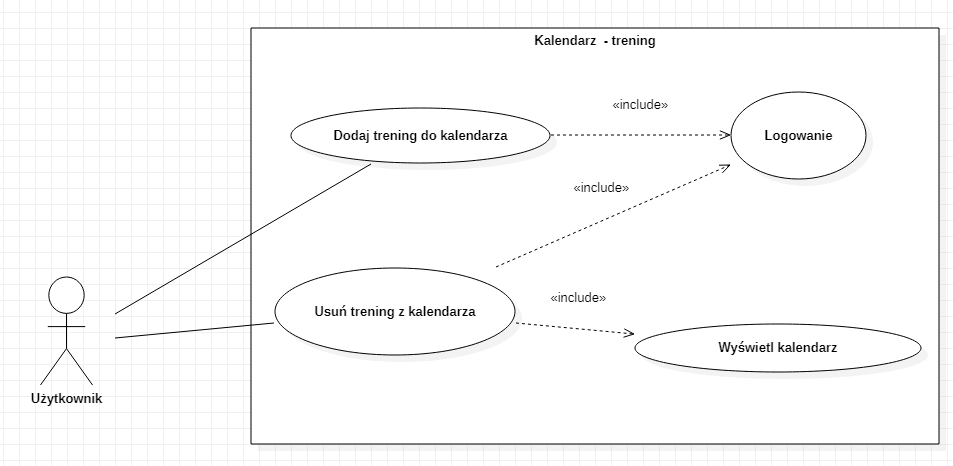 Kalendarz - trening
«include»
Dodaj trening do kalendarza
Logowanie
«include»
«include»
Usuń trening z kalendarza
Wyświetl kalendarz
Użytkownik